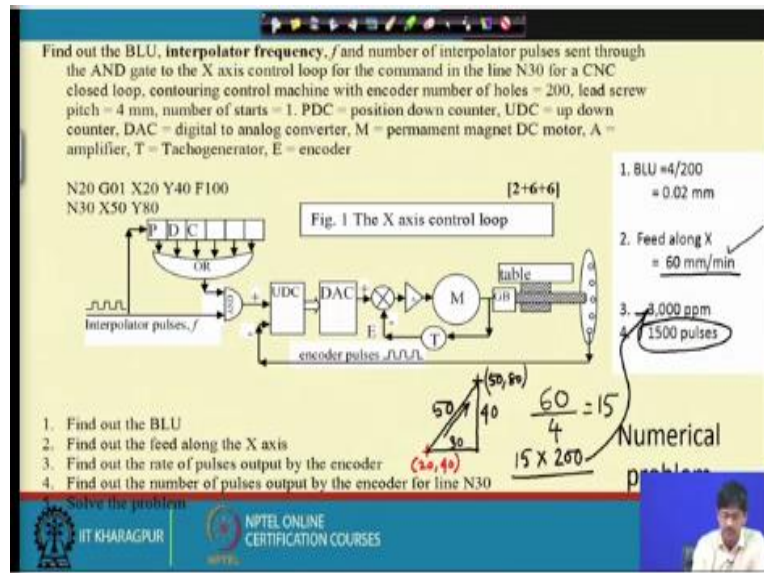 Find out the BLU, interpolator frequency, f and number of interpolator pulses sent through
the AND gate to the X axis control loop for the command in the line N30 for a CNC
closed loop, contouring control machine with encoder number of holes = 200, lead screw
pitch = 4 mm, number of starts = 1. PDC = position down counter, UDC = up down
counter, DAC = digital to analog converter, M = permament magnet DC motor, A =
amplifier, T = Tachogenerator, E = encoder
N20 G01 X20 Y40 F100
N30 X50 Y80
[2+6+6]
1. BLU =4/200
= 0.02 mm
2. Feed along X
= 60 mm/min
3. 3,000 ppm
4. 1500 pulses
Fig. 1 The X axis control loop
P D C
OR
AND
UDC
DAC
A
M
GB
table
E
T
Interpolator pulses, f
encoder pulses
(50,80)
50
40
30
(20,40)
60/4 =15
15 X 200
1. Find out the BLU
2. Find out the feed along the X axis
3. Find out the rate of pulses output by the encoder
4. Find out the number of pulses output by the encoder for line N30
5. Solve the problem
Numerical
IIT KHARAGPUR
NPTEL
NPTEL ONLINE
CERTIFICATION COURSES